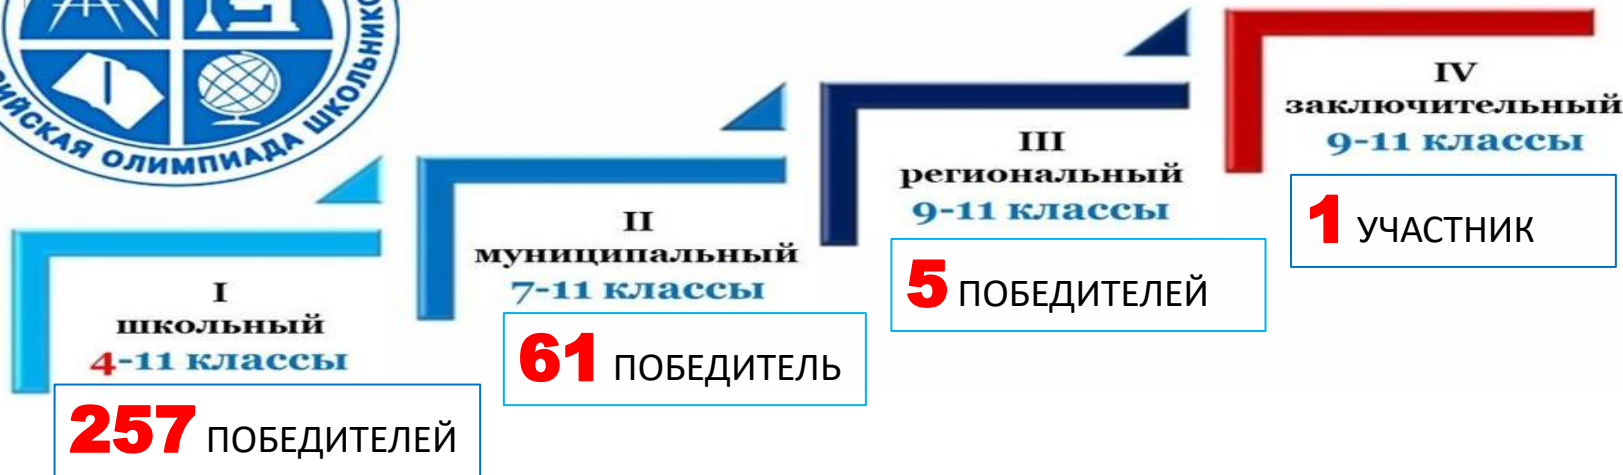 ОЛИМПИАДА ШКОЛЬНИКО
I
школьный
4-11 классы
257 ПОБЕДИТЕЛЕЙ
II
муниципальный
7-11 классы
61 ПОБЕДИТЕЛЬ
III
региональный
9-11 классы
5 ПОБЕДИТЕЛЕЙ
IV
заключительный
9-11 классы
1 УЧАСТНИК